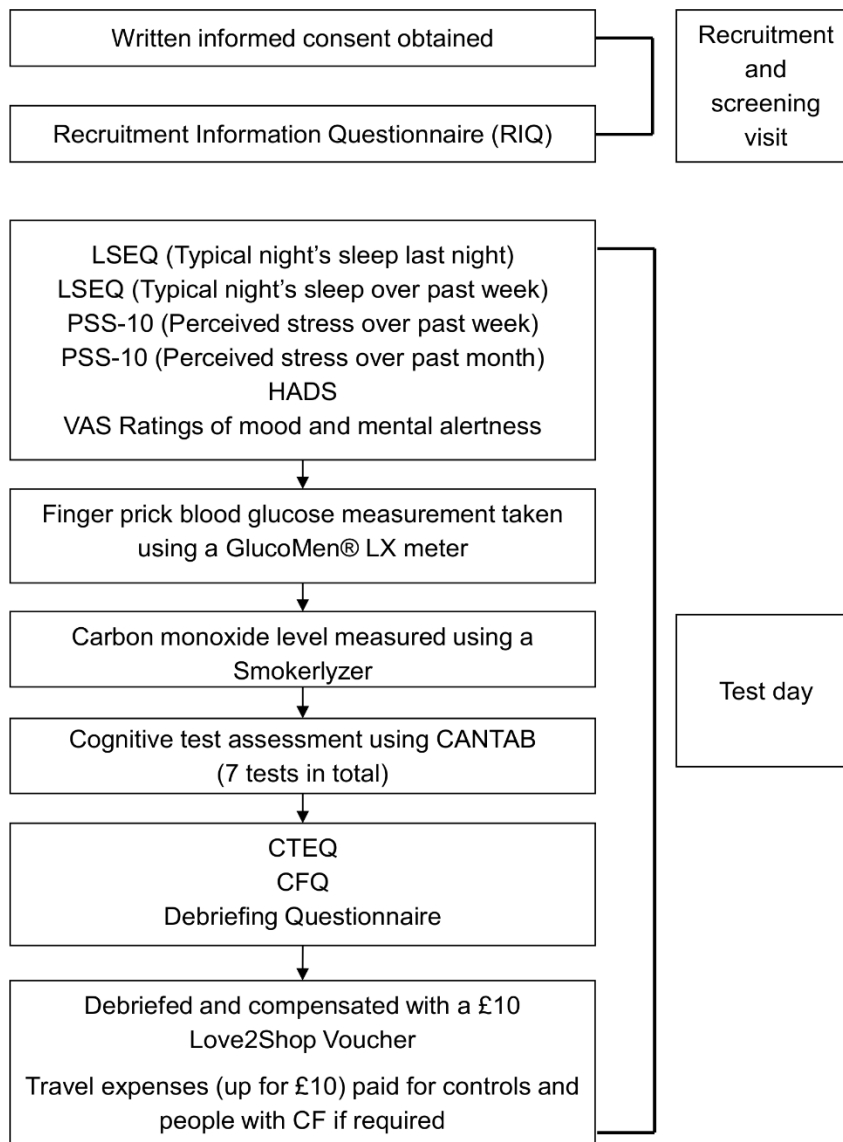 Written informed consent obtained
Recruitment
and
screening
visit
Recruitment Information Questionnaire (RIQ)
LSEQ (Typical night's sleep last night)
LSEQ (Typical night's sleep over past week)
PSS-10 (Perceived stress over past week)
PSS-10 (Perceived stress over past month)
HADS
VAS Ratings of mood and mental alertness
Finger prick blood glucose measurement taken
using a GlucoMen® LX meter
Carbon monoxide level measured using a
Smokerlyzer
Test day
Cognitive test assessment using CANTAB
(7 tests in total)
CTEQ
CFQ
Debriefing Questionnaire
Debriefed and compensated with a £10
Love2Shop Voucher
Travel expenses (up for £10) paid for controls and
people with CF if required